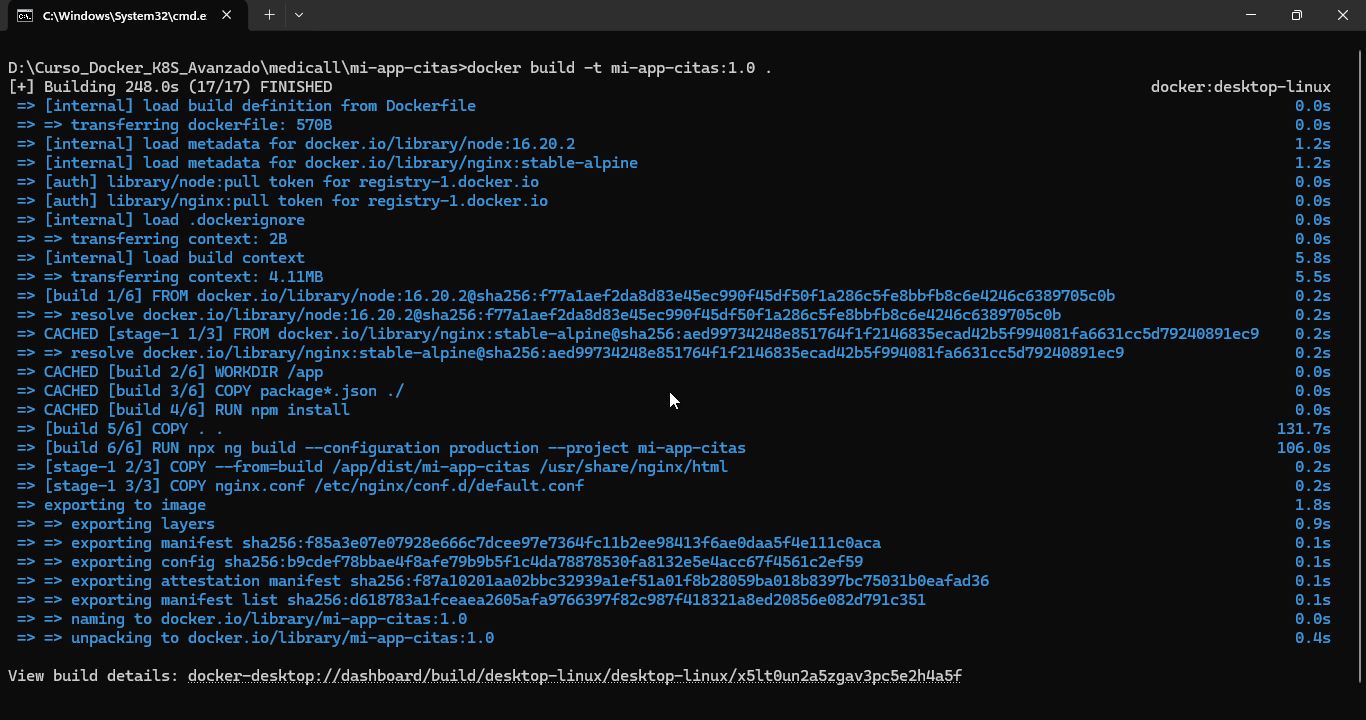 C:\Windows\System32\cmd.e
D:\Curso_Docker_K8S_Avanzado\medicall\mi-app-citas>docker build -t mi-app-citas:1.0 .
[+] Building 248.0s (17/17) FINISHED docker:desktop-linux
=> [internal] load build definition from Dockerfile 0.0s
=> => transferring dockerfile: 570B 0.0s
=> [internal] load metadata for docker.io/library/node:16.20.2 1.2s
=> [internal] load metadata for docker.io/library/nginx:stable-alpine 1.2s
=> [auth] library/node:pull token for registry-1.docker.io 0.0s
=> [auth] library/nginx:pull token for registry-1.docker.io 0.0s
=> [internal] load .dockerignore 0.0s
=> => transferring context: 2B 0.0s
=> [internal] load build context 5.8s
=> => transferring context: 4.11MB 5.5s
=> [build 1/6] FROM docker.io/library/node:16.20.2@sha256:f77a1aef2da8d83e45ec990f45df50f1a286c5fe8bbfb8c6e4246c6389705c0b 0.2s
=> => resolve docker.io/library/node:16.20.2@sha256:f77a1aef2da8d83e45ec990f45df50f1a286c5fe8bbfb8c6e4246c6389705c0b 0.2s
=> CACHED [stage-1 1/3] FROM docker.io/library/nginx:stable-alpine@sha256:aed99734248e851764f1f2146835ecad42b5f994081fa6631cc5d79240891ec9 0.2s
=> => resolve docker.io/library/nginx:stable-alpine@sha256:aed99734248e851764f1f2146835ecad42b5f994081fa6631cc5d79240891ec9 0.2s
=> CACHED [build 2/6] WORKDIR /app 0.0s
=> CACHED [build 3/6] COPY package*.json ./ 0.0s
=> CACHED [build 4/6] RUN npm install 0.0s
=> [build 5/6] COPY . . 131.7s
=> [build 6/6] RUN npx ng build --configuration production --project mi-app-citas 106.0s
=> [stage-1 2/3] COPY --from=build /app/dist/mi-app-citas /usr/share/nginx/html 0.2s
=> [stage-1 3/3] COPY nginx.conf /etc/nginx/conf.d/default.conf 0.2s
=> exporting to image 1.8s
=> => exporting layers 0.9s
=> => exporting manifest sha256:f85a3e07e07928e666c7dcee97e7364fc11b2ee98413f6ae0daa5f4e111c0aca 0.1s
=> => exporting config sha256:b9cdef78bbae4f8afe79b9b5f1c4da78878530fa8132e5e4acc67f4561c2ef59 0.1s
=> => exporting attestation manifest sha256:f87a10201aa02bbc32939a1ef51a01f8b28059ba018b8397bc75031b0eafad36 0.1s
=> => exporting manifest list sha256:d618783a1fceaea2605afa9766397f82c987f418321a8ed20856e082d791c351 0.1s
=> => naming to docker.io/library/mi-app-citas:1.0 0.0s
=> => unpacking to docker.io/library/mi-app-citas:1.0 0.4s
View build details: docker-desktop://dashboard/build/desktop-linux/desktop-linux/x5lt0un2a5zgav3pc5e2h4a5f